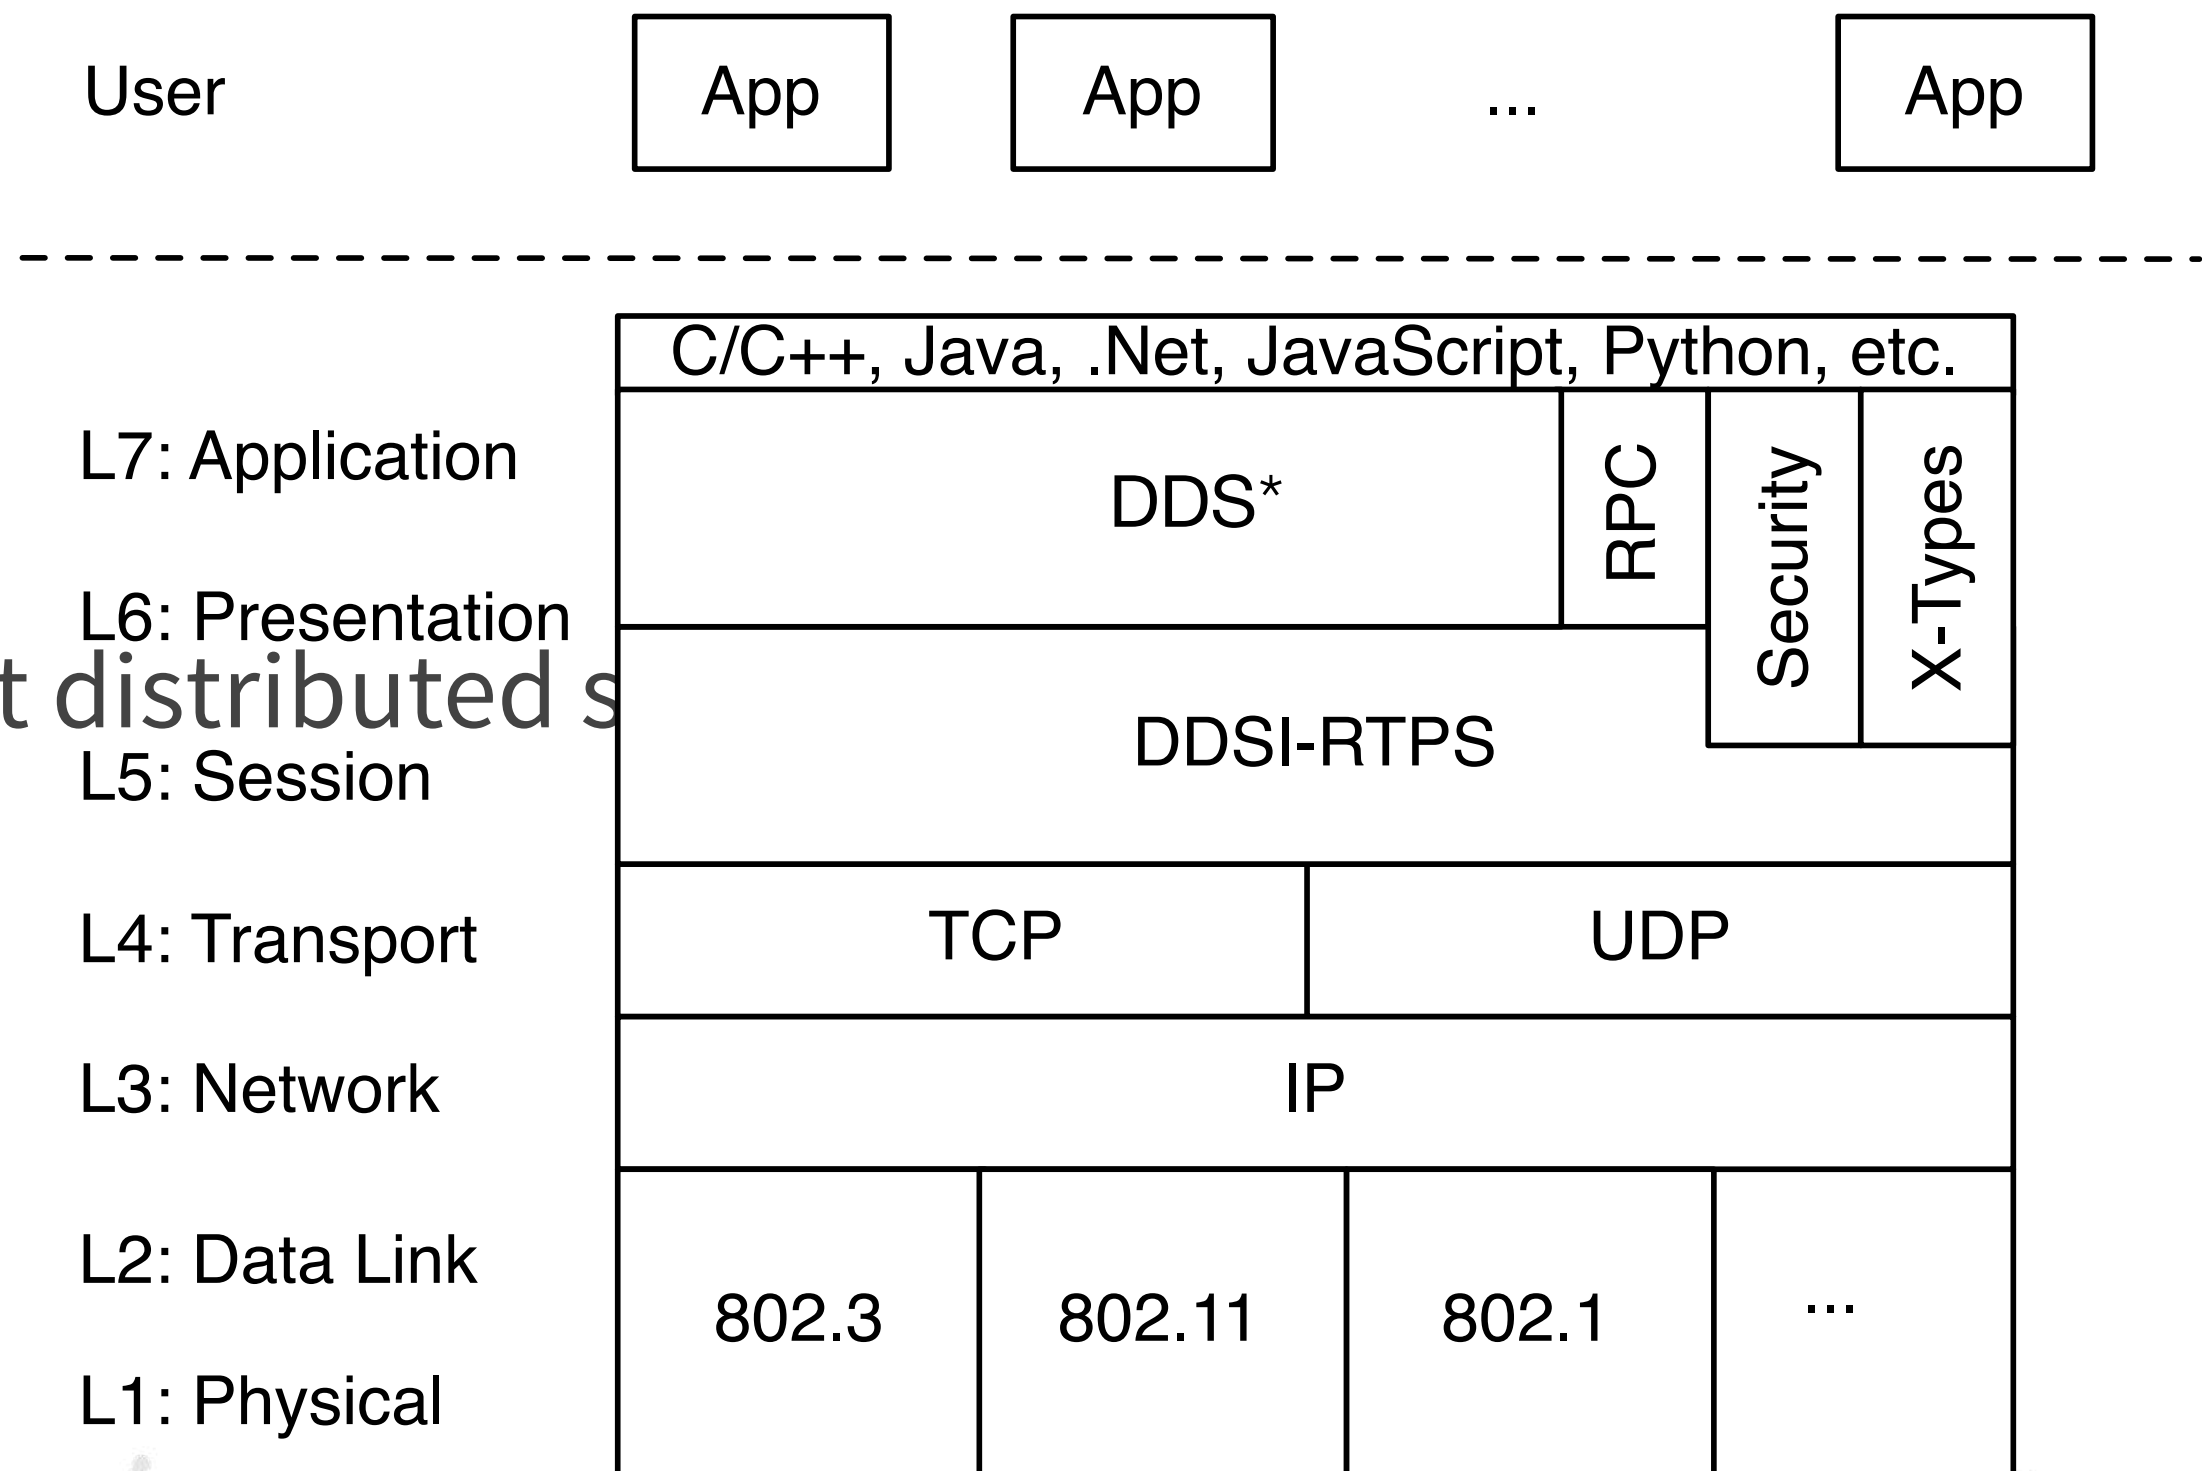 User
App
App
...
App
C/C++, Java, .Net, JavaScript, Python, etc.
L7: Application
DDS*
RPC
Security
X-Types
L6: Presentation
t distributed s
DDSI-RTPS
L5: Session
L4: Transport
TCP
UDP
L3: Network
IP
L2: Data Link
802.3
802.11
802.1
...
L1: Physical